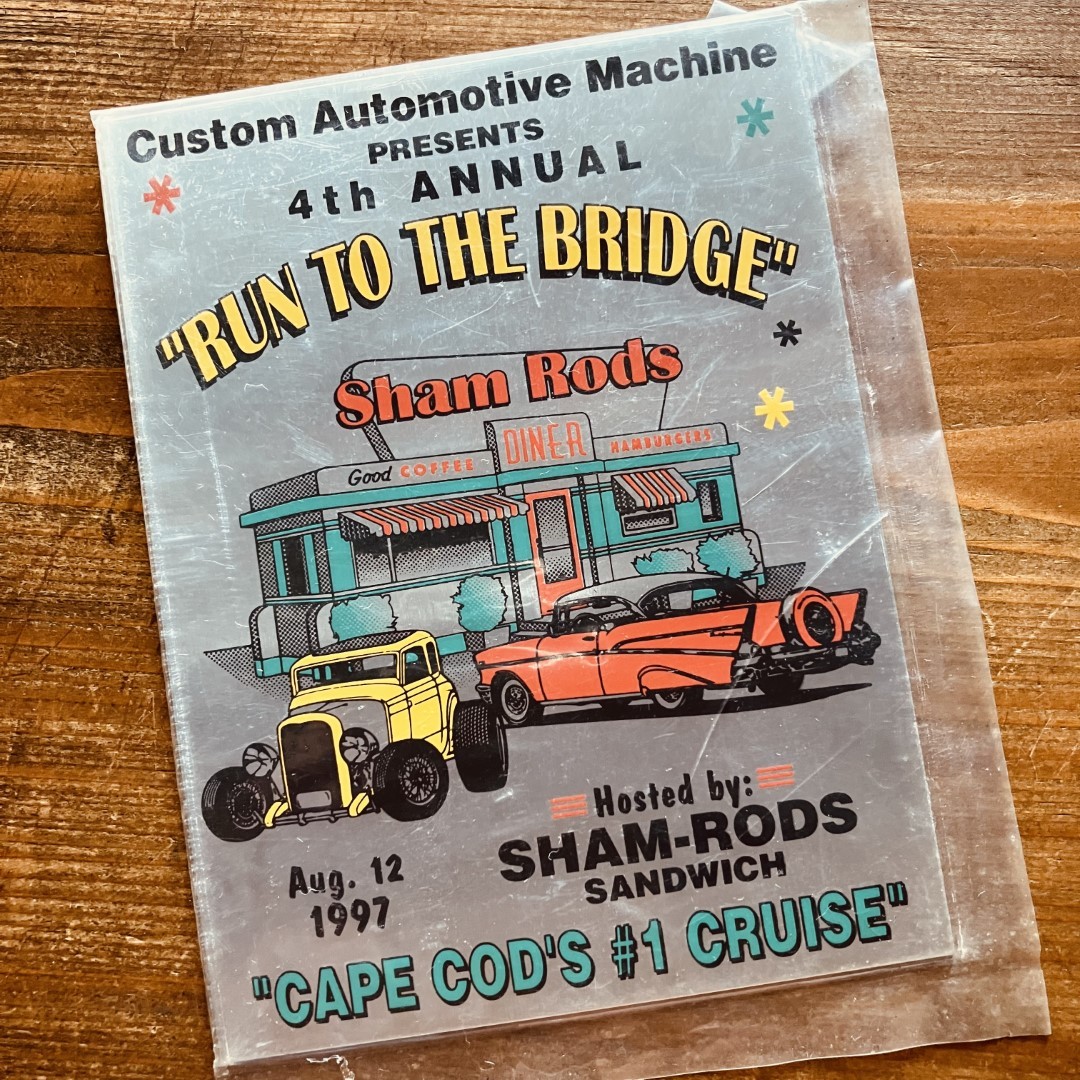 Custom Automotive Machine
PRESENTS
4th ANNUAL
"RUN TO THE BRIDGE"
Sham Rods
Good COFFEE DINER HAMBURGERS
Hosted by:
SHAM-RODS
SANDWICH
Aug. 12
1997
"CAPE COD'S #1 CRUISE"